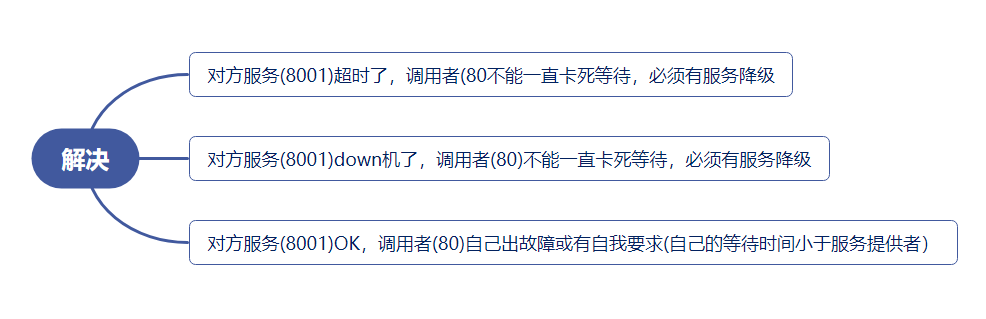 解决
对方服务(8001)超时了，调用者(80不能一直卡死等待，必须有服务降级
对方服务(8001)down机了，调用者(80)不能一直卡死等待，必须有服务降级
对方服务(8001)OK，调用者(80)自己出故障或有自我要求(自己的等待时间小于服务提供者）